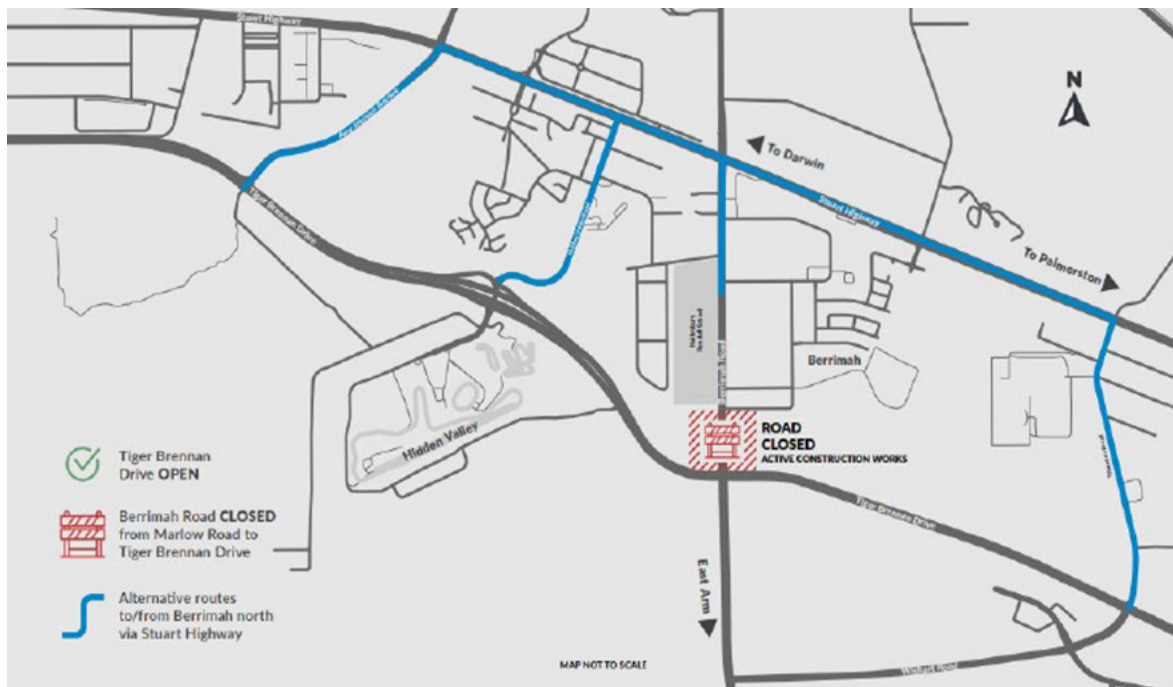 Stuart Highway
N
To Darwin
Tiger Brennan Drive
Stuart Highway
To Palmerston
Berrimah
Hidden Valley
ROAD
CLOSED
ACTIVE CONSTRUCTION WORKS
Tiger Brennan
Drive OPEN
Berrimah Road CLOSED
from Marlow Road to
Tiger Brennan Drive
Tiger Brennan Drive
East Arm
Alternative routes
to/from Berrimah north
via Stuart Highway
MAP NOT TO SCALE
Wishart Road